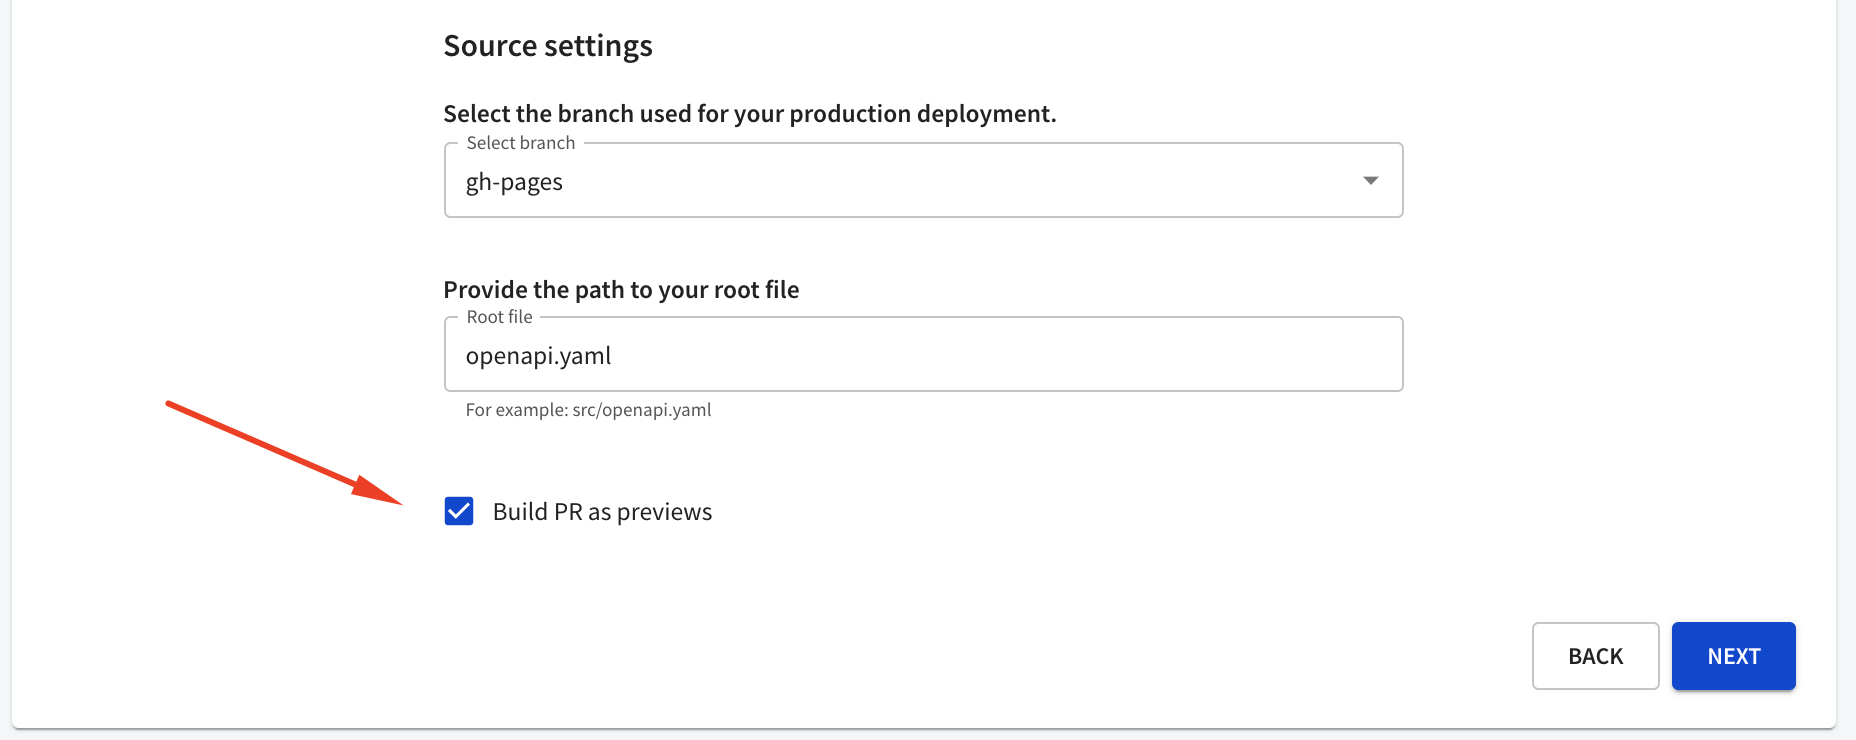 Source settings
Select the branch used for your production deployment.
Select branch
gh-pages
Provide the path to your root file
Root file
openapi.yaml
For example: src/openapi.yaml
Build PR as previews
BACK
NEXT